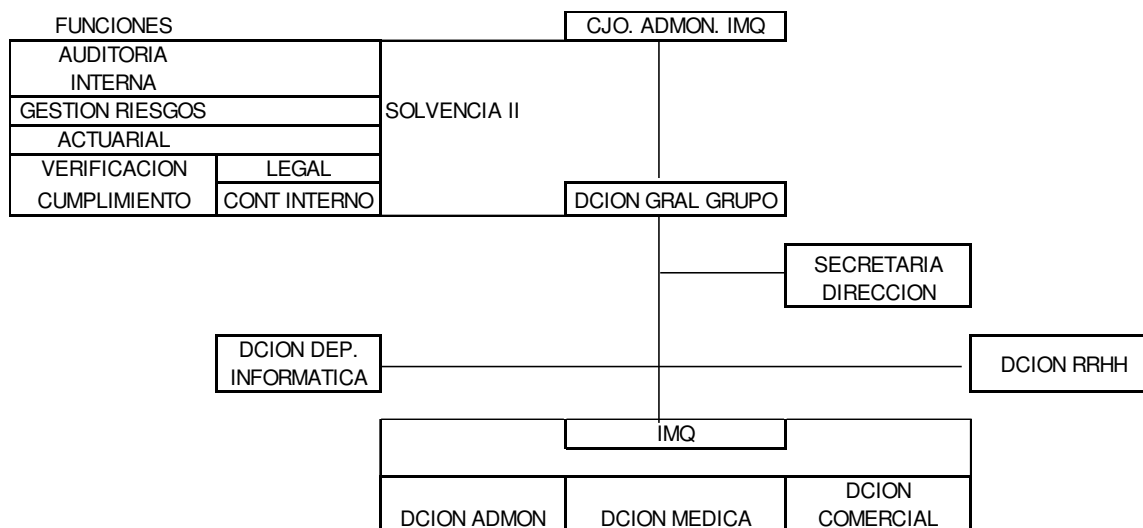 FUNCIONES
CJO. ADMON. IMQ
AUDITORIA
INTERNA
GESTION RIESGOS
SOLVENCIA II
ACTUARIAL
VERIFICACION
LEGAL
CUMPLIMIENTO
CONT INTERNO
DCION GRAL GRUPO
SECRETARIA
DIRECCION
DCION DEP.
INFORMATICA
DCION RRHH
IMQ
DCION ADMON
DCION MEDICA
DCION
COMERCIAL